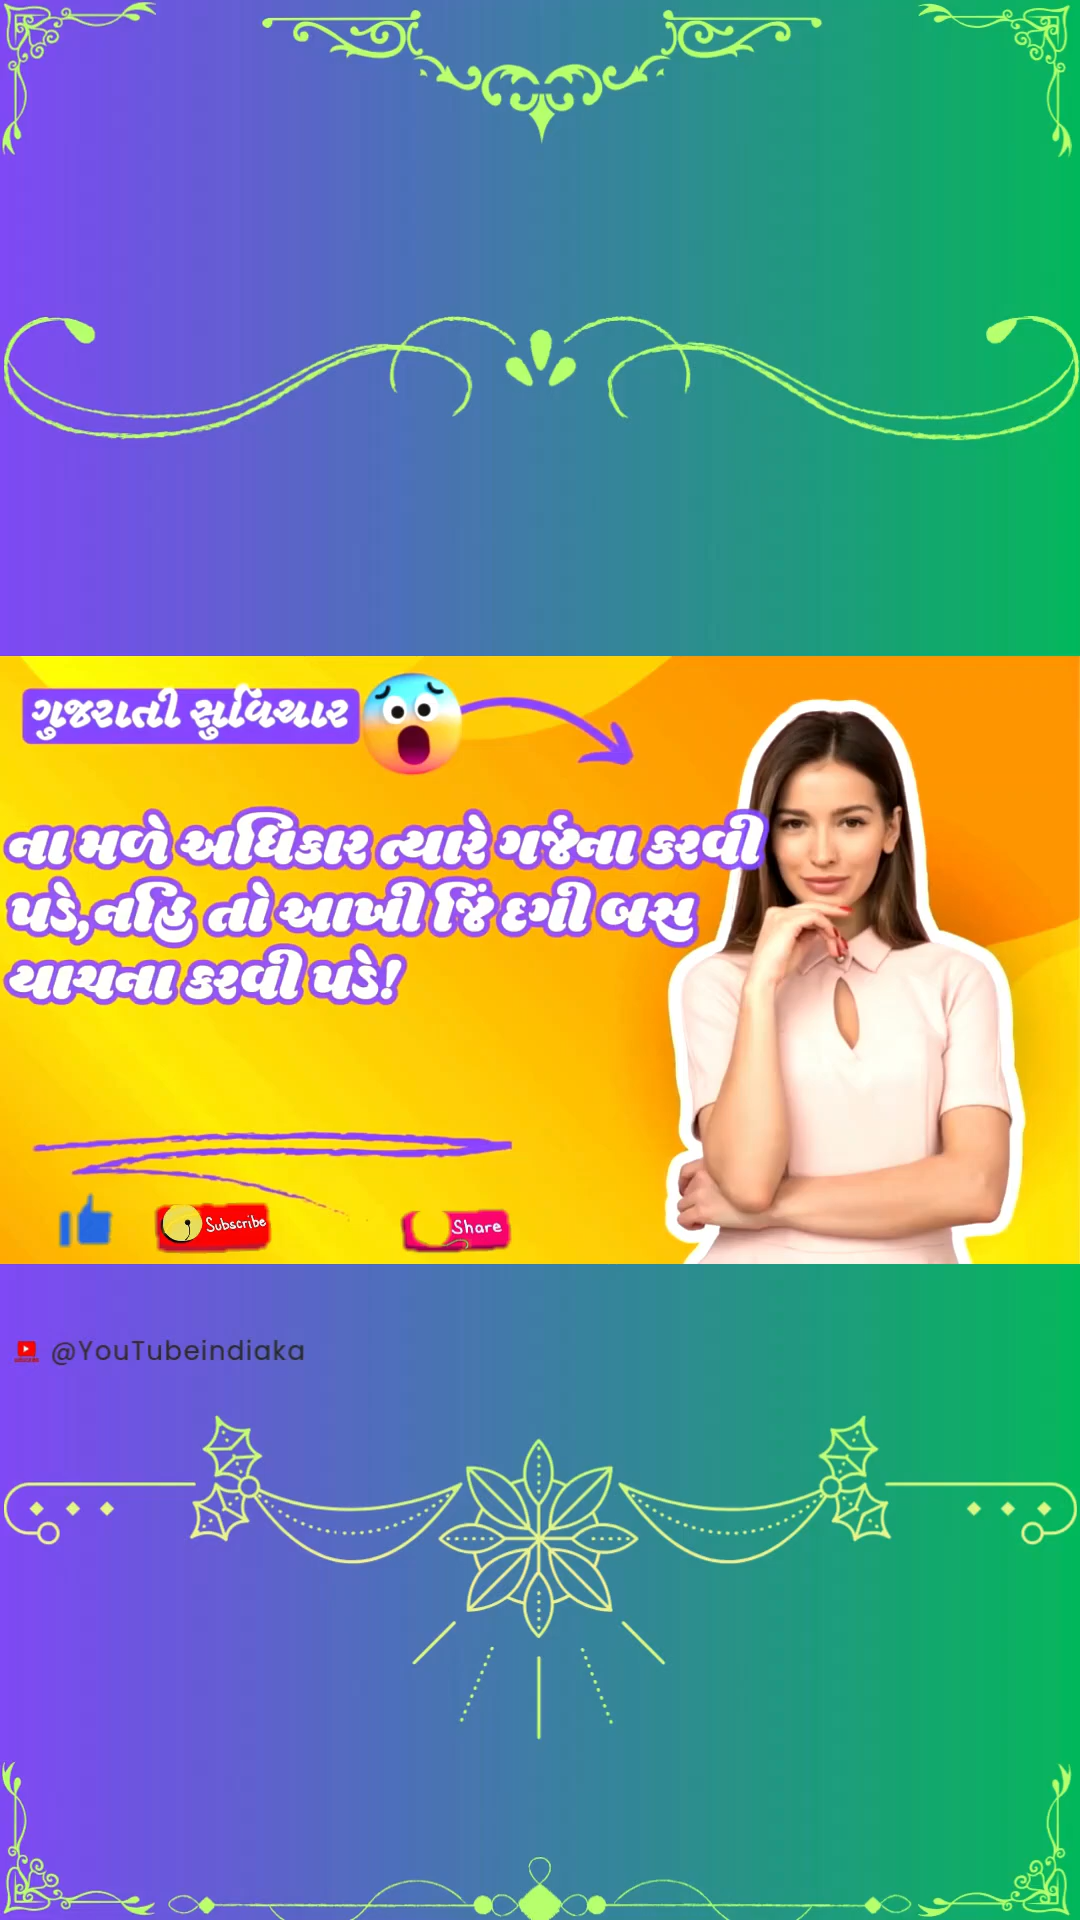 ગુજરાતી સુવિચાર
ના મળે અધિકાર ત્યારે ગર્જના કરવી
પડે,નહિ તો આખી જિંદગી બસ
યાચના કરવી પડે!
Subscribe
Share
@YouTubeindiaka